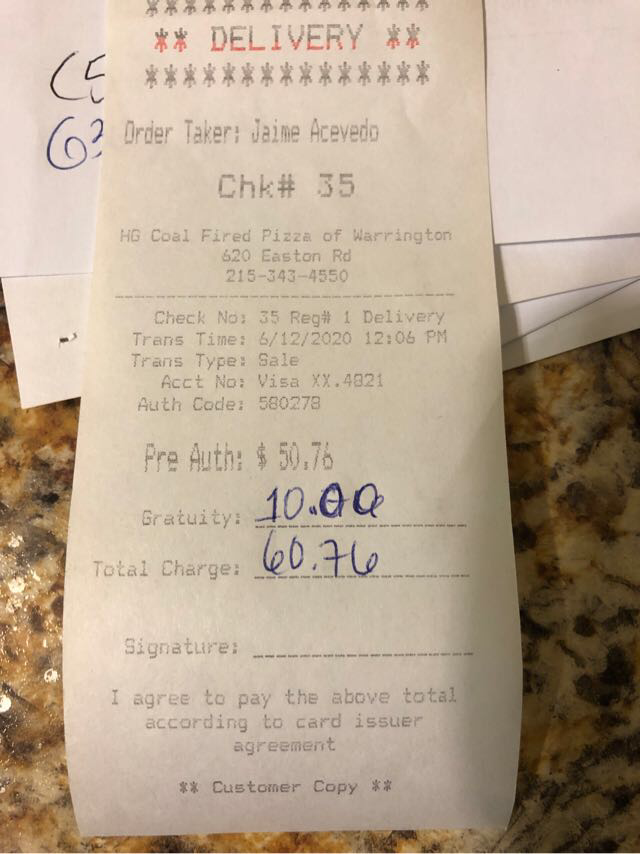 ** DELIVERY **
Order Taker: Jaime Acevedo
Chk# 35
HG Coal Fired Pizza of Warrington
620 Easton Rd
215-343-4550
Check No: 35 Reg# 1 Delivery
Trans Time: 6/12/2020 12:06 PM
Trans Type: Sale
Acct No: Visa XX.4821
Auth Code: 580278
Pre Auth: $ 50.76
Gratuity: 10.00
Total Charge: 60.76
Signature:
I agree to pay the above total
according to card issuer
agreement
** Customer Copy **